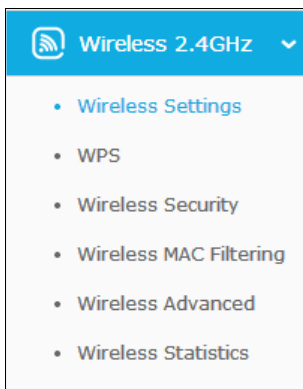 Wireless 2.4GHz
Wireless Settings
WPS
Wireless Security
Wireless MAC Filtering
Wireless Advanced
Wireless Statistics